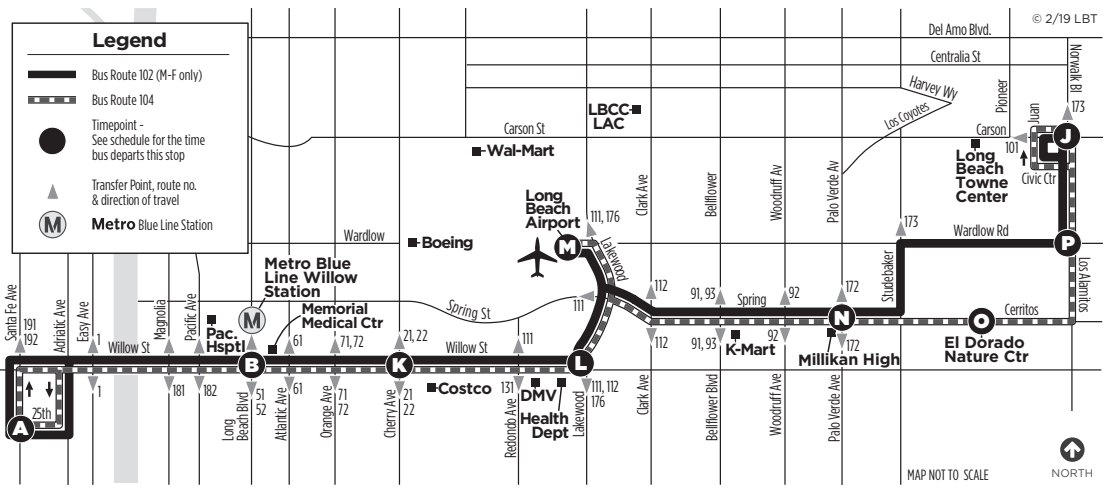 © 2/19 LBT
Legend
Bus Route 102 (M-F only)
Bus Route 104
Timepoint -
See schedule for the time
bus departs this stop
Transfer Point, route no.
& direction of travel
M
Metro Blue Line Station
Del Amo Blvd.
Centralia St
Harvey Wy
Los Coyotes
Pioneer
Norwalk Bl
173
Juan
J
Carson
101
Civic Ctr
Long
Beach
Towne
Center
LBCC-
LAC
Carson St
Wal-Mart
Clark Ave
Bellflower
Woodruff Av
Palo Verde Av
Long
Beach
Airport
M
111, 176
Lakewood
173
Wardlow
Boeing
Wardlow Rd
P
Studebaker
Los Alamitos
Metro Blue
Line Willow
Station
M
Memorial
Medical Ctr
Spring St
111
112
91, 93
Spring
92
172
N
O
Cerritos
El Dorado
Nature Ctr
112
91, 93
K-Mart
92
172
Millikan High
Santa Fe Ave
191
192
Adriatic Ave
Easy Ave
1
Magnolia
Pacific Ave
Pac.
Hsptl
Willow St
B
61
71, 72
21, 22
K
Willow St
111
L
25th
A
1
181
182
Long
Beach Blvd
51
52
Atlantic Ave
61
Orange Ave
71
72
Cherry Ave
21
22
Costco
131
Redondo Ave
DMV
Health
Dept
Lakewood
111, 112
176
Clark Ave
Bellflower Blvd
Woodruff Ave
Palo Verde Ave
MAP NOT TO SCALE
NORTH